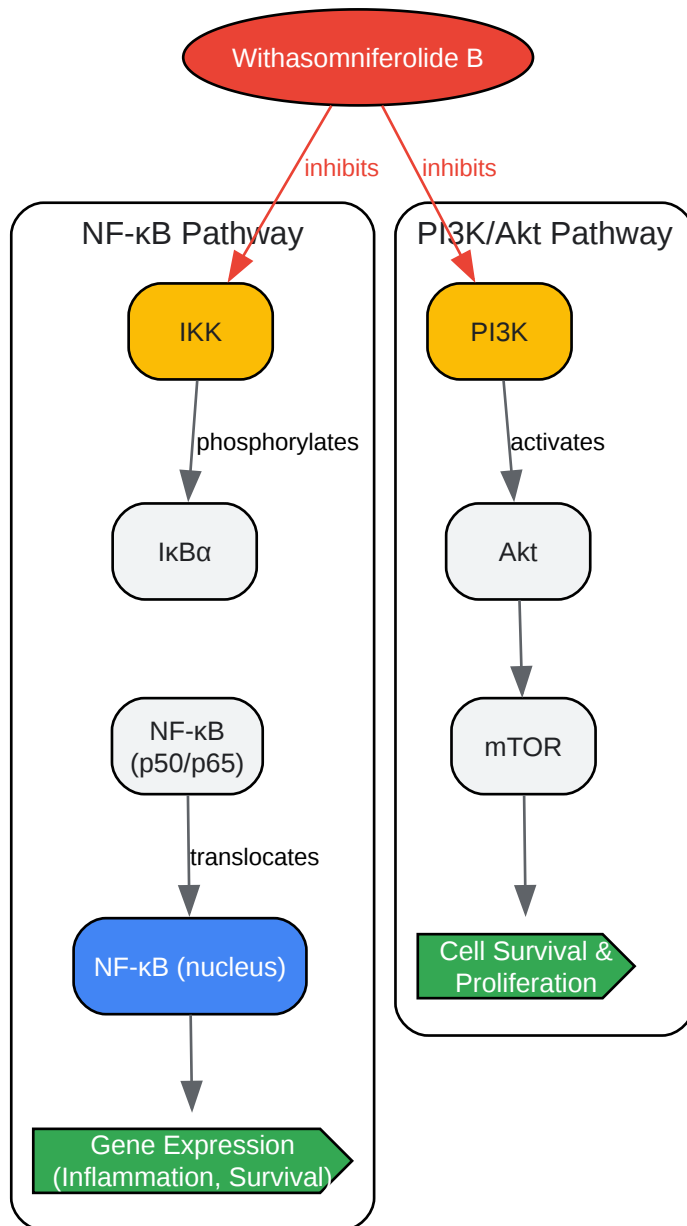 Withasomniferolide B
inhibits
inhibits
NF-κB Pathway
IKK
phosphorylates
IκBα
NF-κB
(p50/p65)
translocates
NF-κB (nucleus)
Gene Expression
(Inflammation, Survival)
PI3K/Akt Pathway
PI3K
activates
Akt
mTOR
Cell Survival &
Proliferation